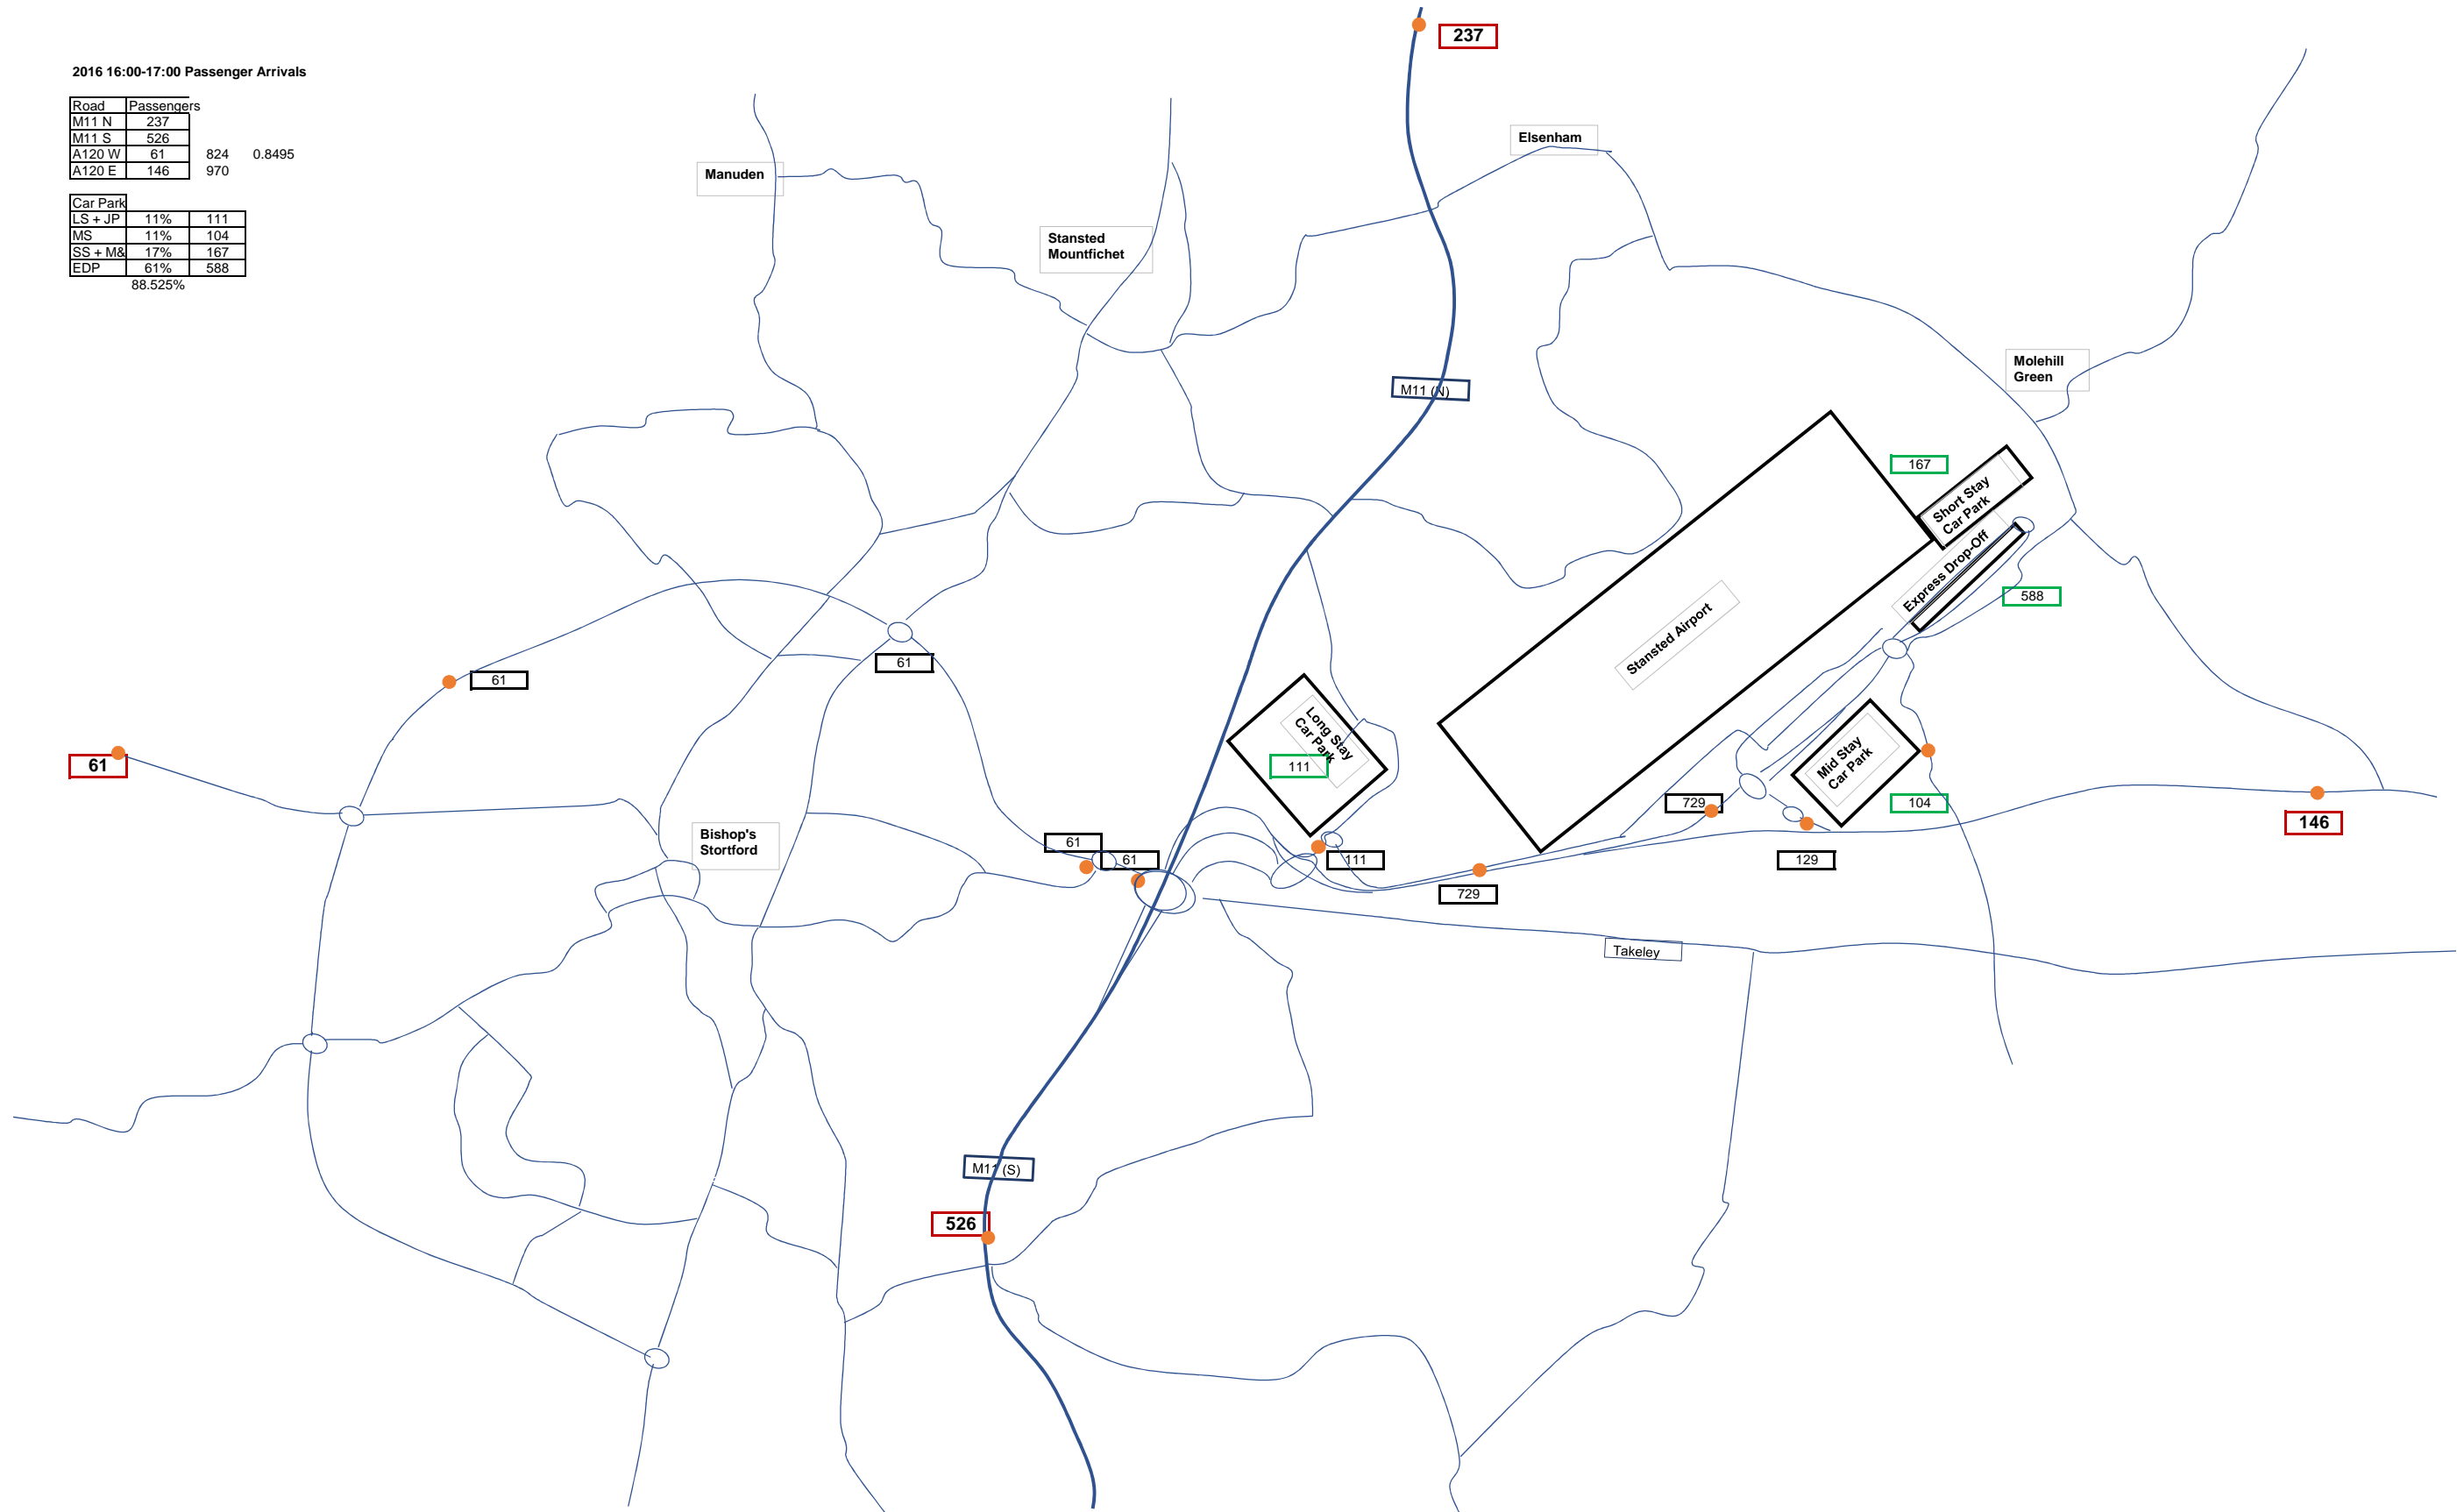 237
2016 16:00-17:00 Passenger Arrivals
Road Passengers
M11 N 237
M11 S 526
A120 W 61 824 0.8495
A120 E 146 970
Car Park
LS + JP 11% 111
MS 11% 104
SS + M& 17% 167
EDP 61% 588
88.525%
Elsenham
Manuden
Stansted
Mountfichet
Molehill
Green
M11 (N)
167
Short Stay
Car Park
Express Drop-Off
588
Stansted Airport
61
61
61
Long Stay
Car Park
111
Mid Stay
Car Park
729
104
146
Bishop's
Stortford
61
61
111
129
729
Takeley
M11 (S)
526